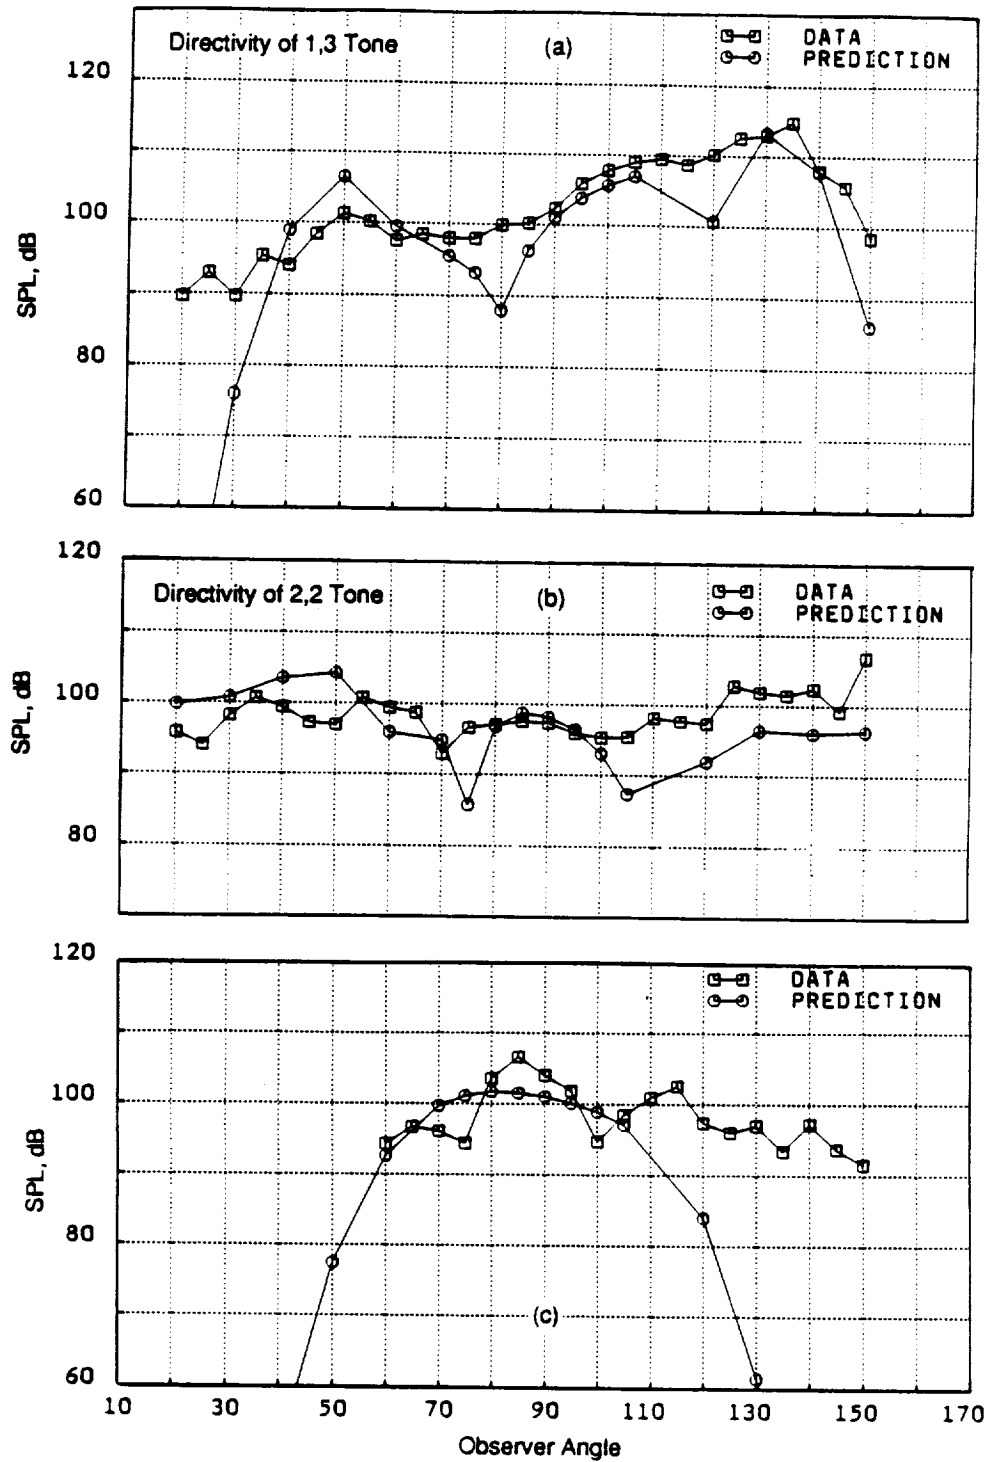 Directivity of 1,3 Tone
(a)
DATA
PREDICTION
120
100
80
60
SPL, dB
120
Directivity of 2,2 Tone
(b)
DATA
PREDICTION
100
80
SPL, dB
120
DATA
PREDICTION
100
80
60
SPL, dB
(c)
10 30 50 70 90 110 130 150 170
Observer Angle